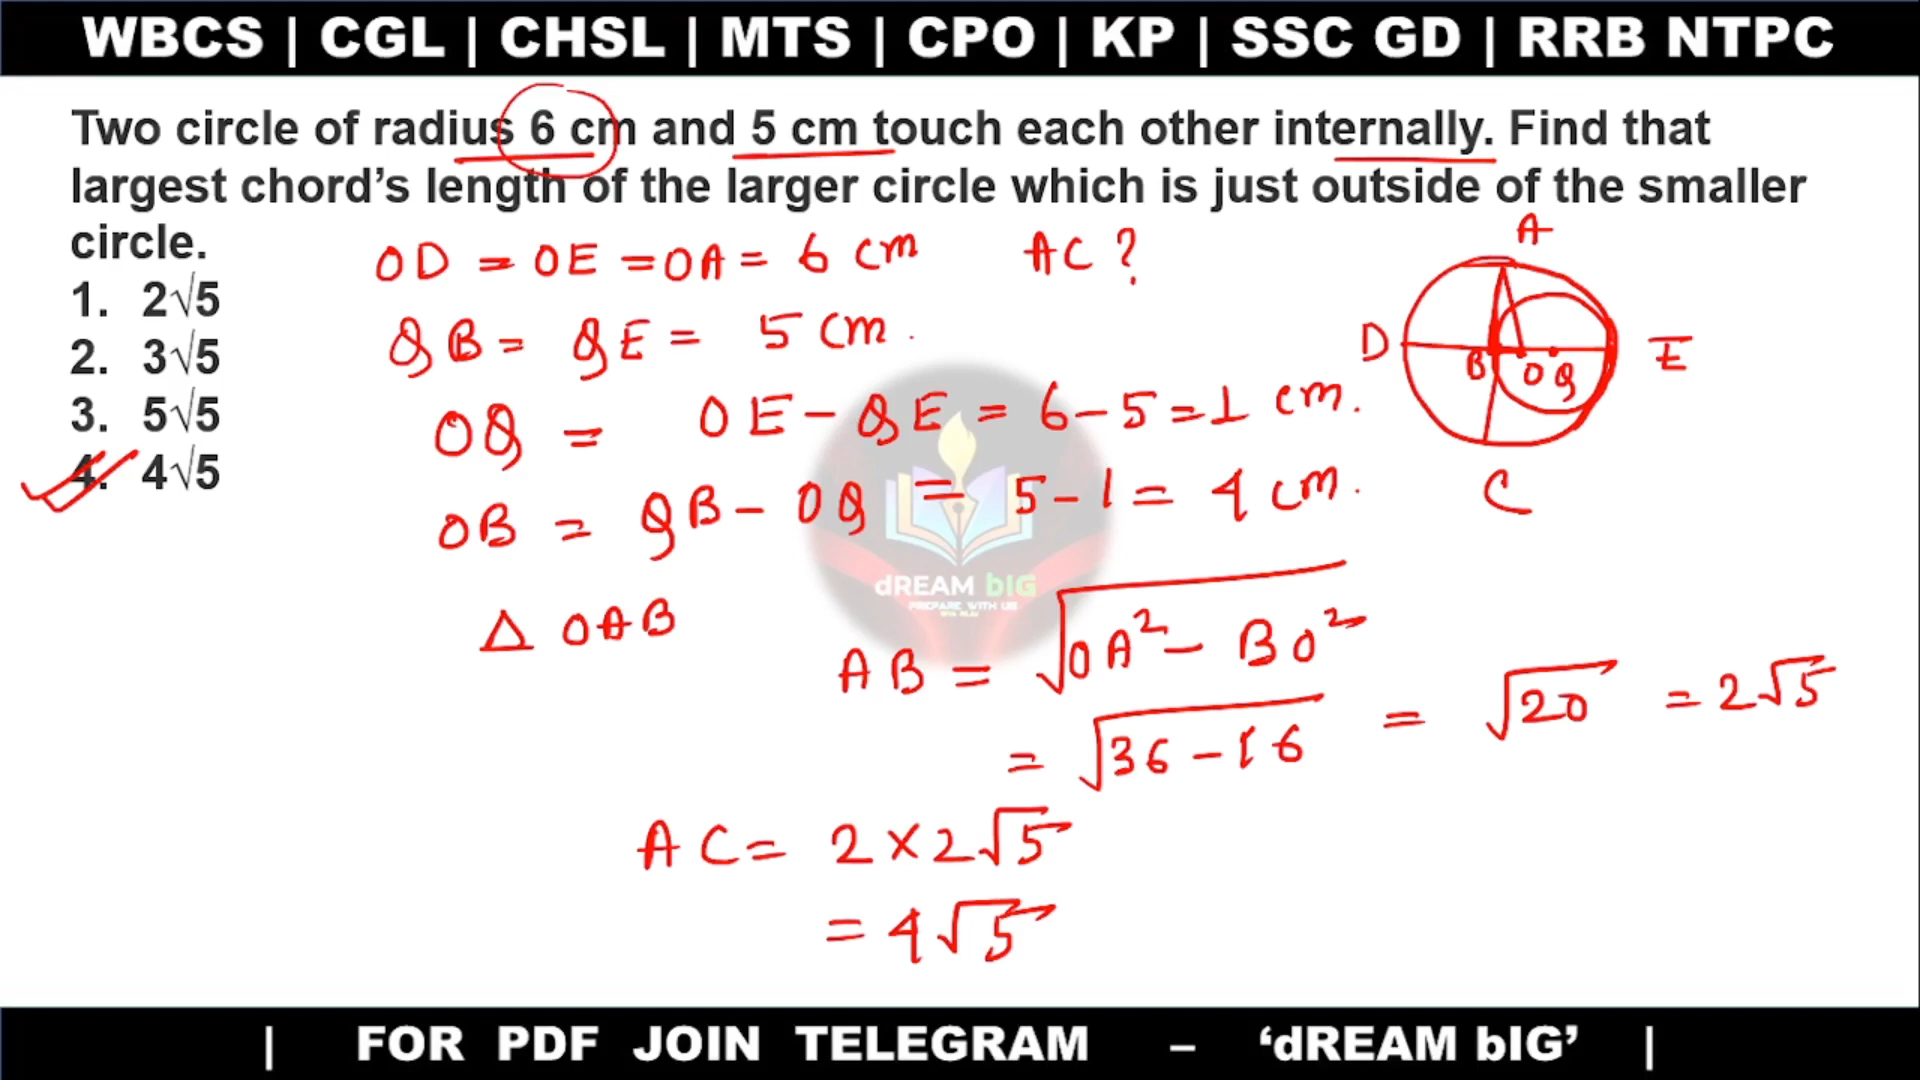 WBCS | CGL | CHSL | MTS | CPO | KP | SSC GD | RRB NTPC
Two circle of radius 6 cm and 5 cm touch each other internally. Find that
largest chord’s length of the larger circle which is just outside of the smaller
circle.
1. 2√5
2. 3√5
3. 5√5
4. 4√5
OD = OE = OA = 6 cm
AC ?
QB = QE = 5 cm.
OQ = OE - QE = 6 - 5 = 1 cm.
OB = QB - OQ = 5 - 1 = 4 cm.
Δ OAB
AB = √OA² - BO²
= √36 - 16 = √20 = 2√5
AC = 2 × 2√5
= 4√5
A
D
B
O
Q
E
C
dREAM bIG
PREPARE WITH US
FOR PDF JOIN TELEGRAM – ‘dREAM bIG’ |